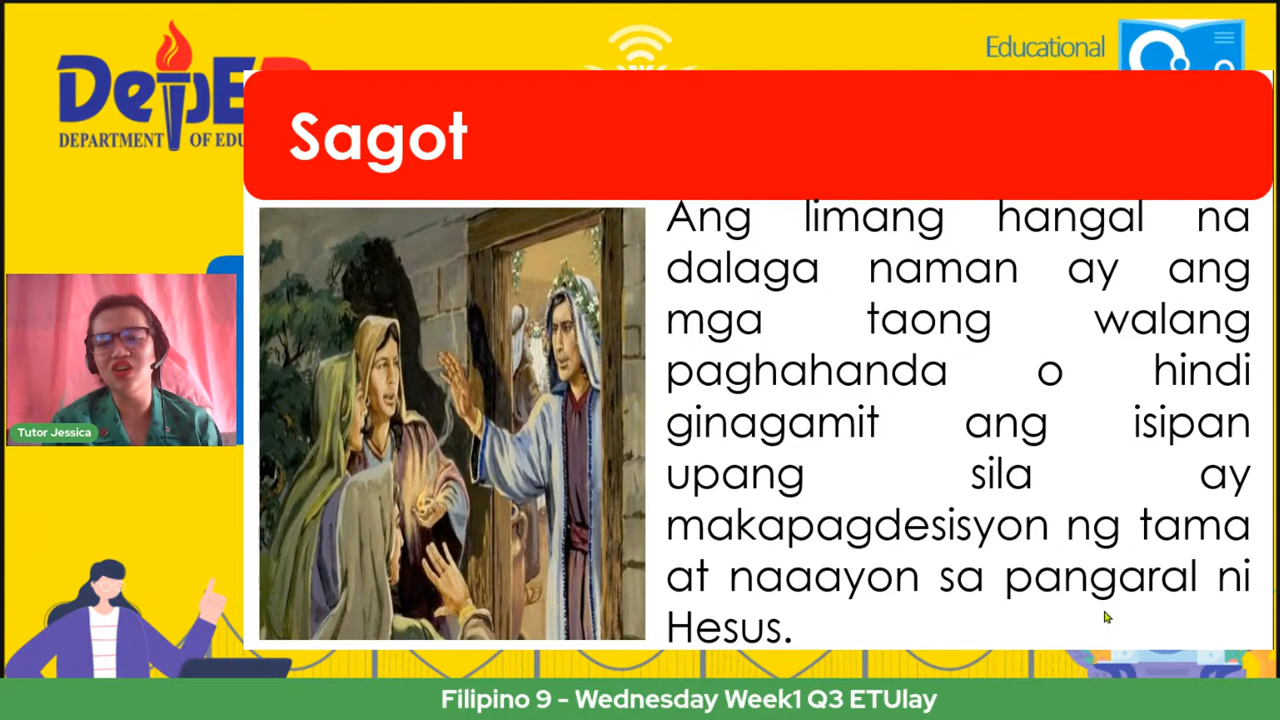 DepED
DEPARTMENT OF EDU
Educational
Sagot
Ang limang hangal na
dalaga naman ay ang
mga taong walang
paghahanda o hindi
ginagamit ang isipan
upang sila ay
makapagdesisyon ng tama
at naaayon sa pangaral ni
Hesus.
Tutor Jessica
Filipino 9 - Wednesday Week1 Q3 ETUlay